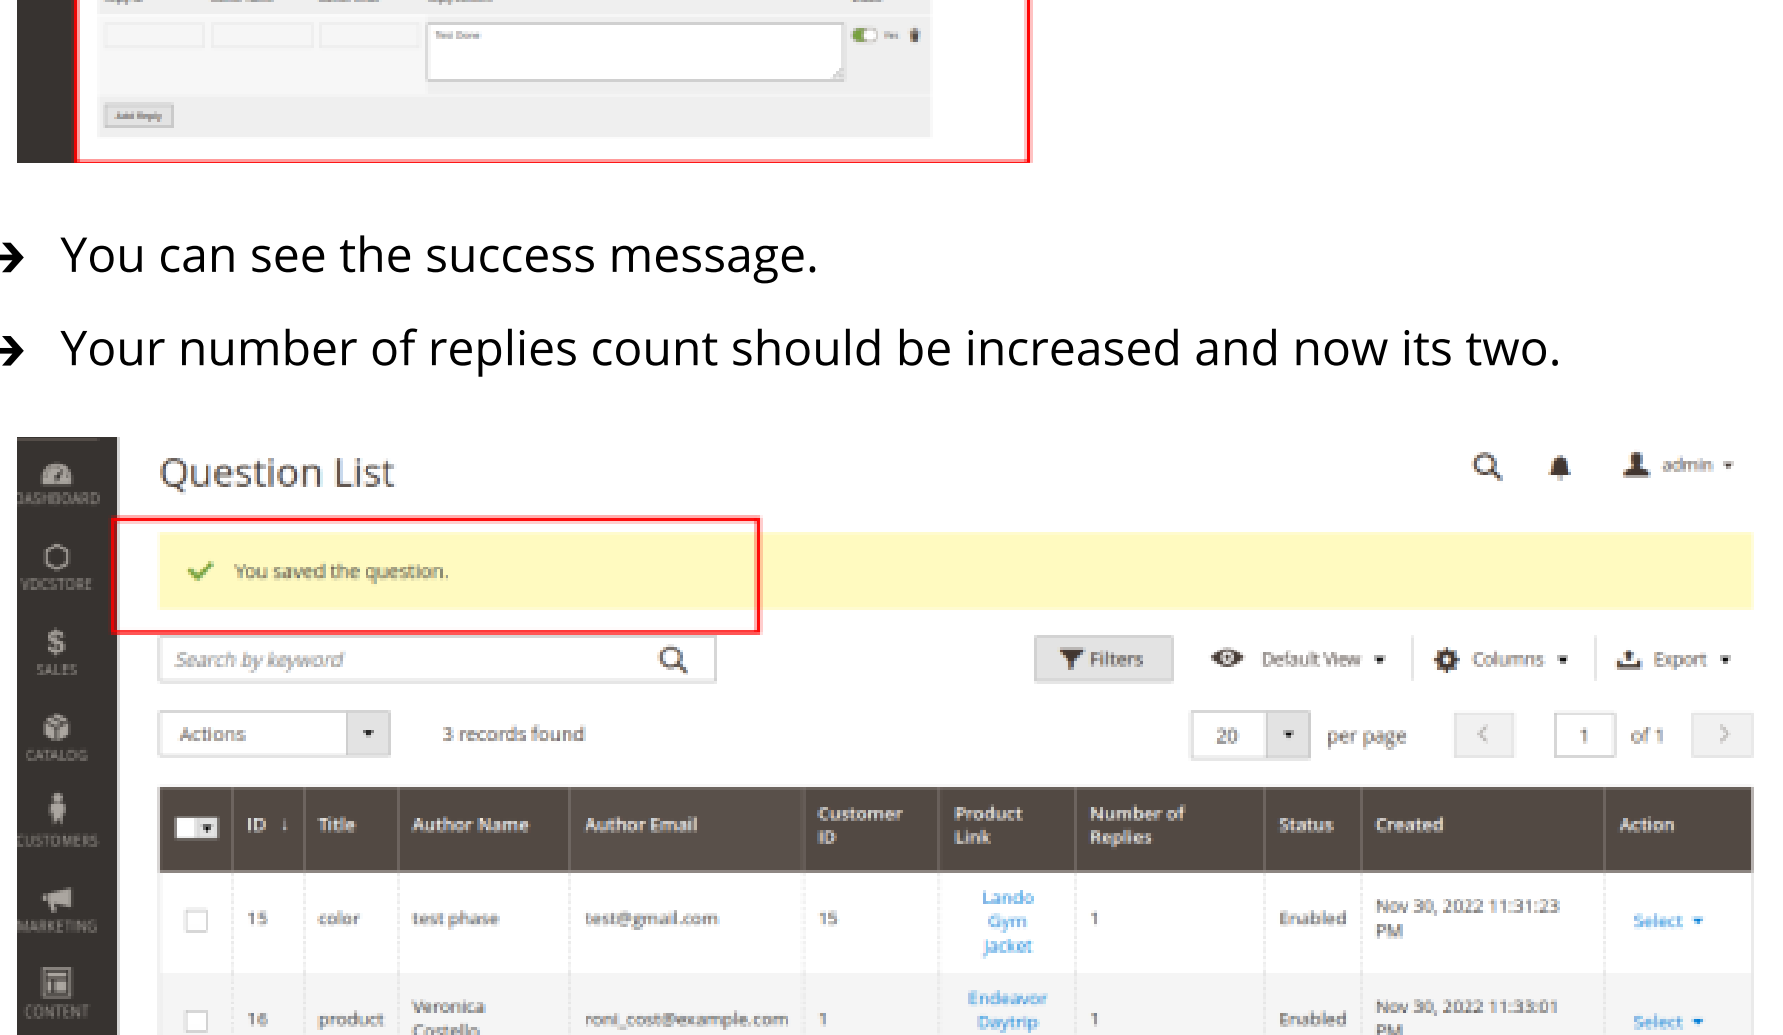 Test Done
Yes
Add Reply
➔ You can see the success message.
➔ Your number of replies count should be increased and now its two.
DASHBOARD
VDCSTORE
SALES
CATALOG
CUSTOMERS
MARKETING
CONTENT
Question List
admin
You saved the question.
Search by keyword
Filters
Default View
Columns
Export
Actions
3 records found
20
per page
1
of 1
ID ↓ Title Author Name Author Email Customer ID Product Link Number of Replies Status Created Action
15 color test phase test@gmail.com 15 Lando Gym Jacket 1 Enabled Nov 30, 2022 11:31:23 PM Select
16 product Veronica Costello roni_cost@example.com 1 Endeavor Daytrip 1 Enabled Nov 30, 2022 11:33:01 PM Select